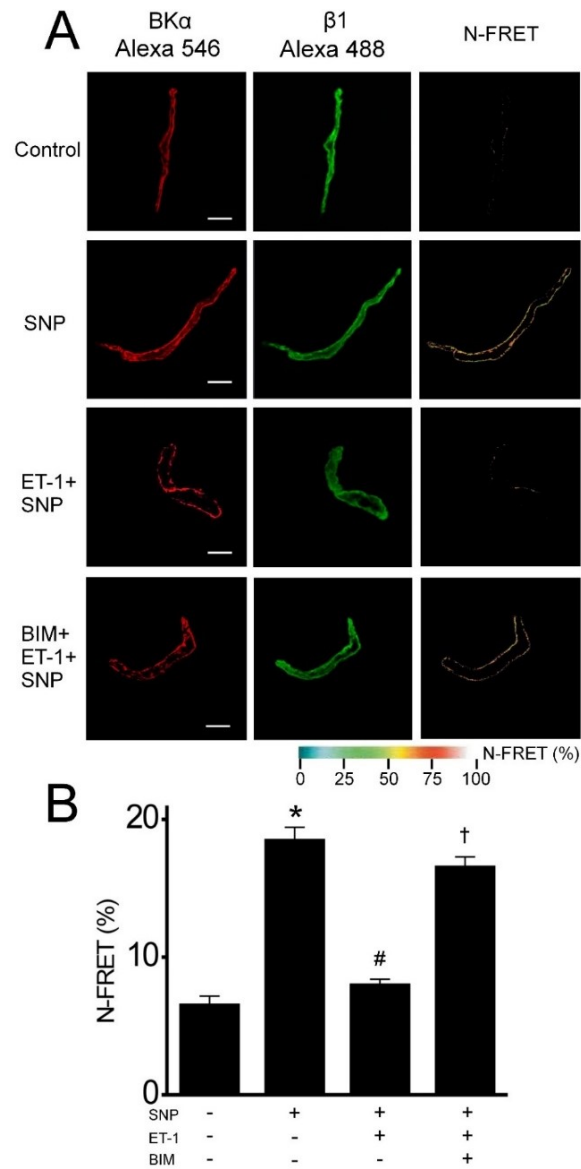 A
BKα
Alexa 546
β1
Alexa 488
N-FRET
Control
SNP
ET-1+
SNP
BIM+
ET-1+
SNP
N-FRET (%)
0 25 50 75 100
B
N-FRET (%)
20
10
0
*
#
†
SNP - + + +
ET-1 - - + +
BIM - - - +